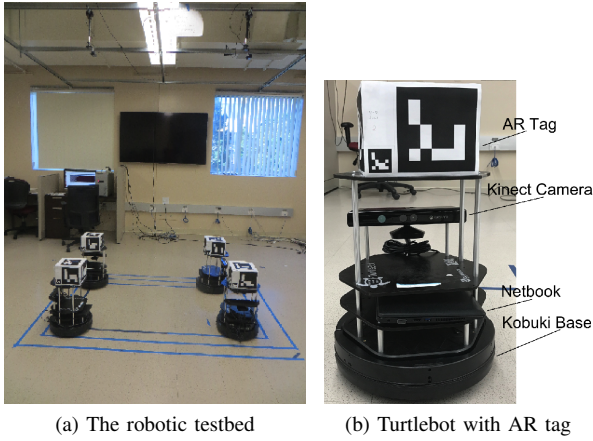 AR Tag
Kinect Camera
Netbook
Kobuki Base
(a) The robotic testbed
(b) Turtlebot with AR tag